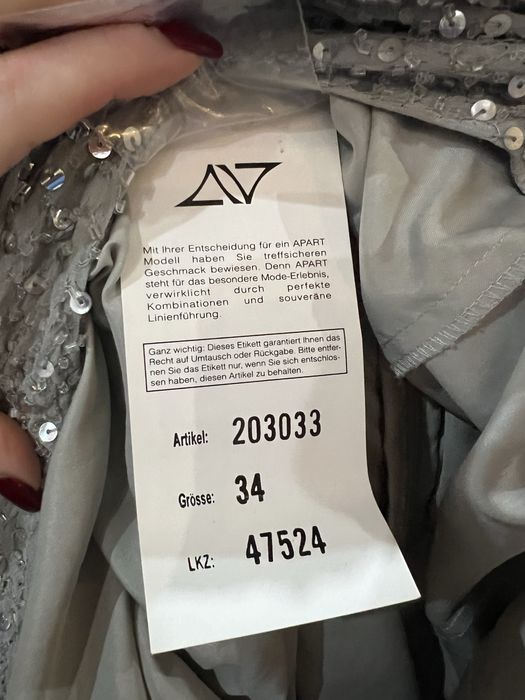 Mit Ihrer Entscheidung für ein APART
Modell haben Sie treffsicheren
Geschmack bewiesen. Denn APART
steht für das besondere Mode-Erlebnis,
verwirklicht durch perfekte
Kombinationen und souveräne
Linienführung.
Ganz wichtig: Dieses Etikett garantiert Ihnen das
Recht auf Umtausch oder Rückgabe. Bitte entfer-
nen Sie das Etikett nur, wenn Sie sich entschlos-
sen haben, diesen Artikel zu behalten.
Artikel: 203033
Grösse: 34
LKZ: 47524